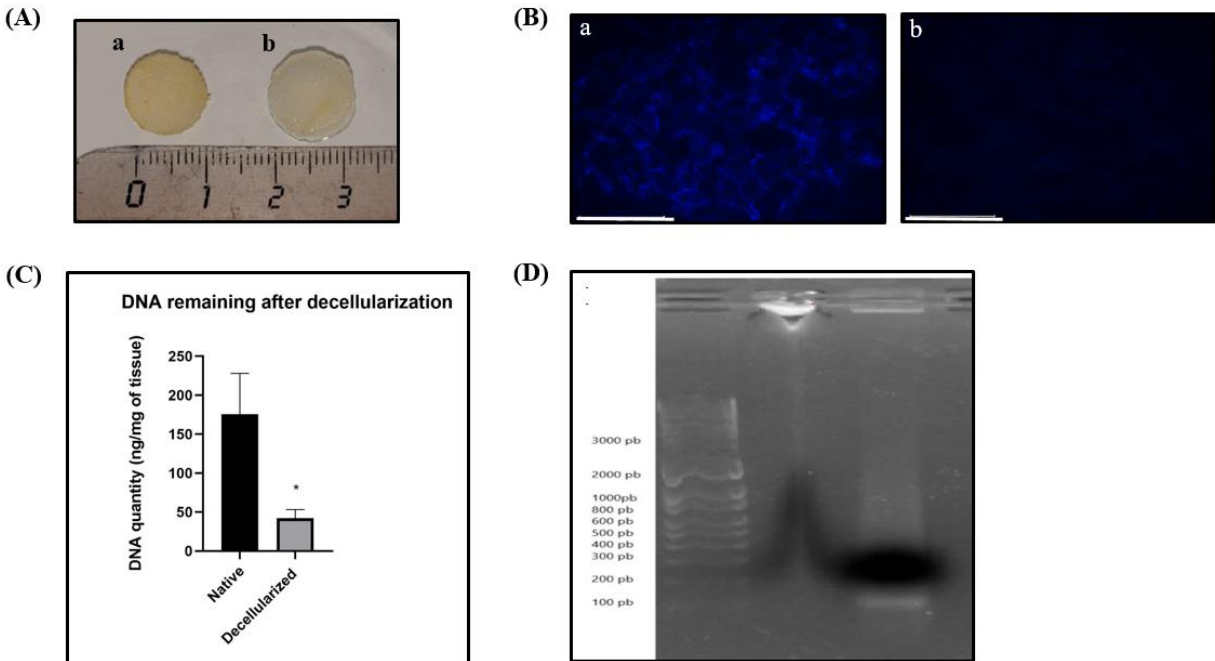 (A)
a
b
0 1 2 3
(B)
a
b
(C)
DNA remaining after decellularization
DNA quantity (ng/mg of tissue)
250
200
150
100
50
0
*
Native
Decellularized
(D)
3000 pb
2000 pb
1000pb
800 pb
600 pb
500 pb
400 pb
300 pb
200 pb
100 pb